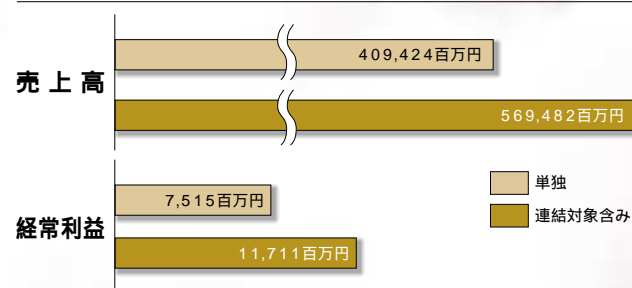 売上高
409,424百万円
569,482百万円
経常利益
7,515百万円
11,711百万円
単独
連結対象含み